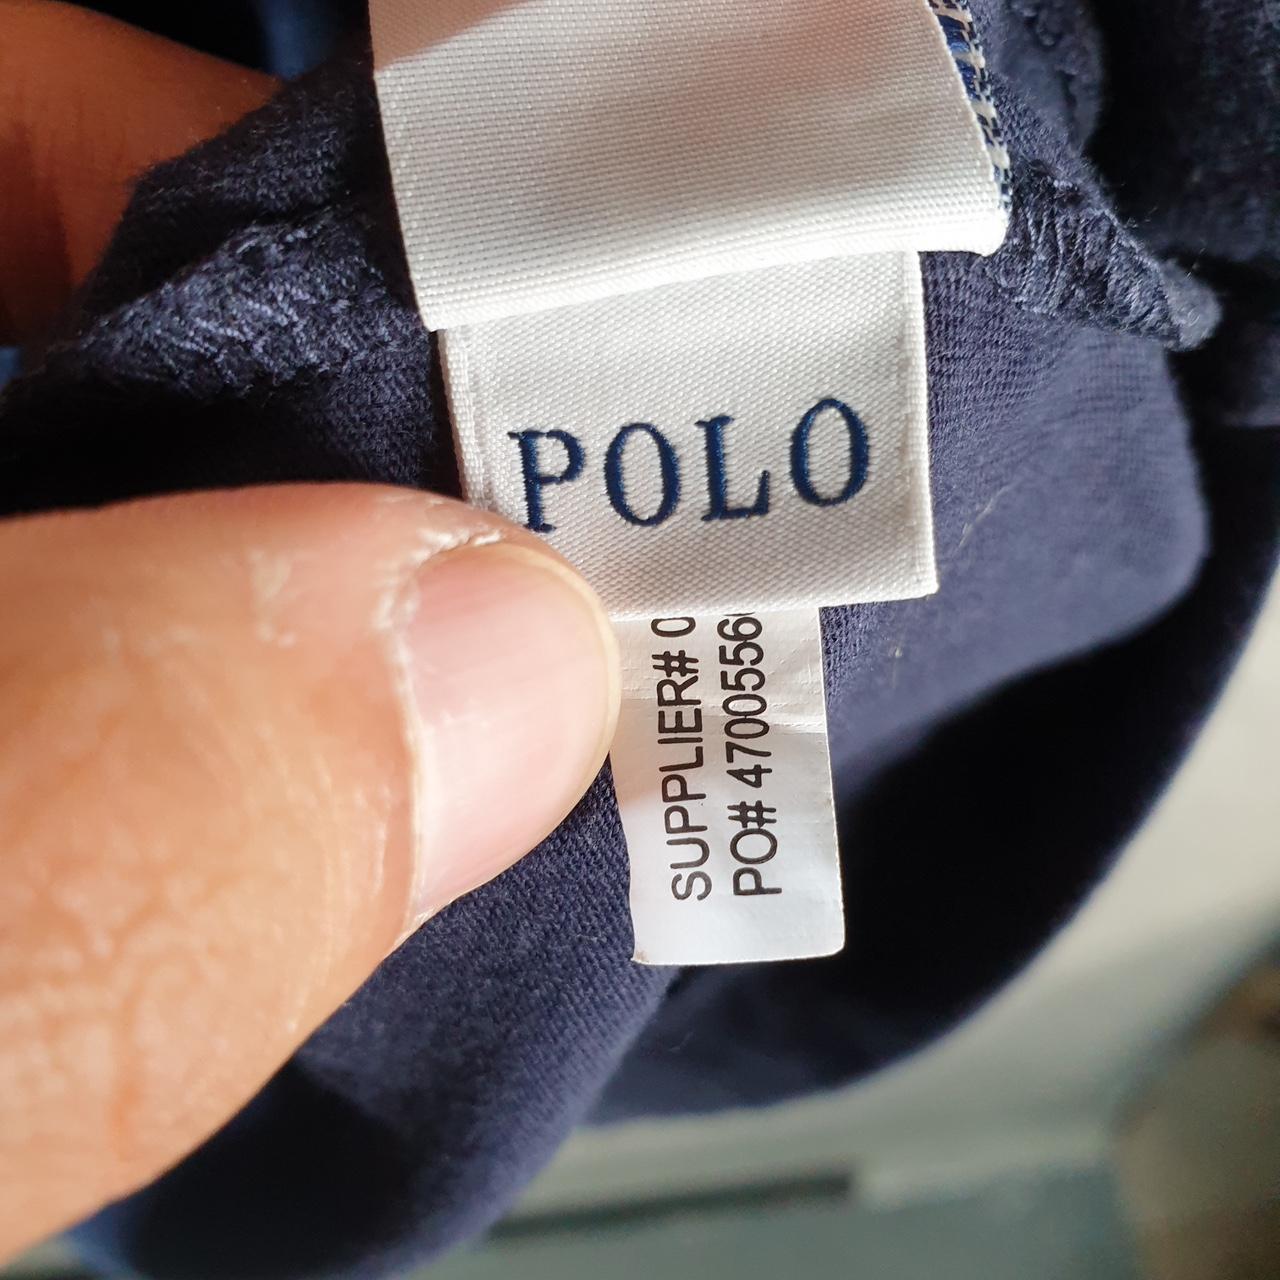 POLO
SUPPLIER# 0
PO# 4700556